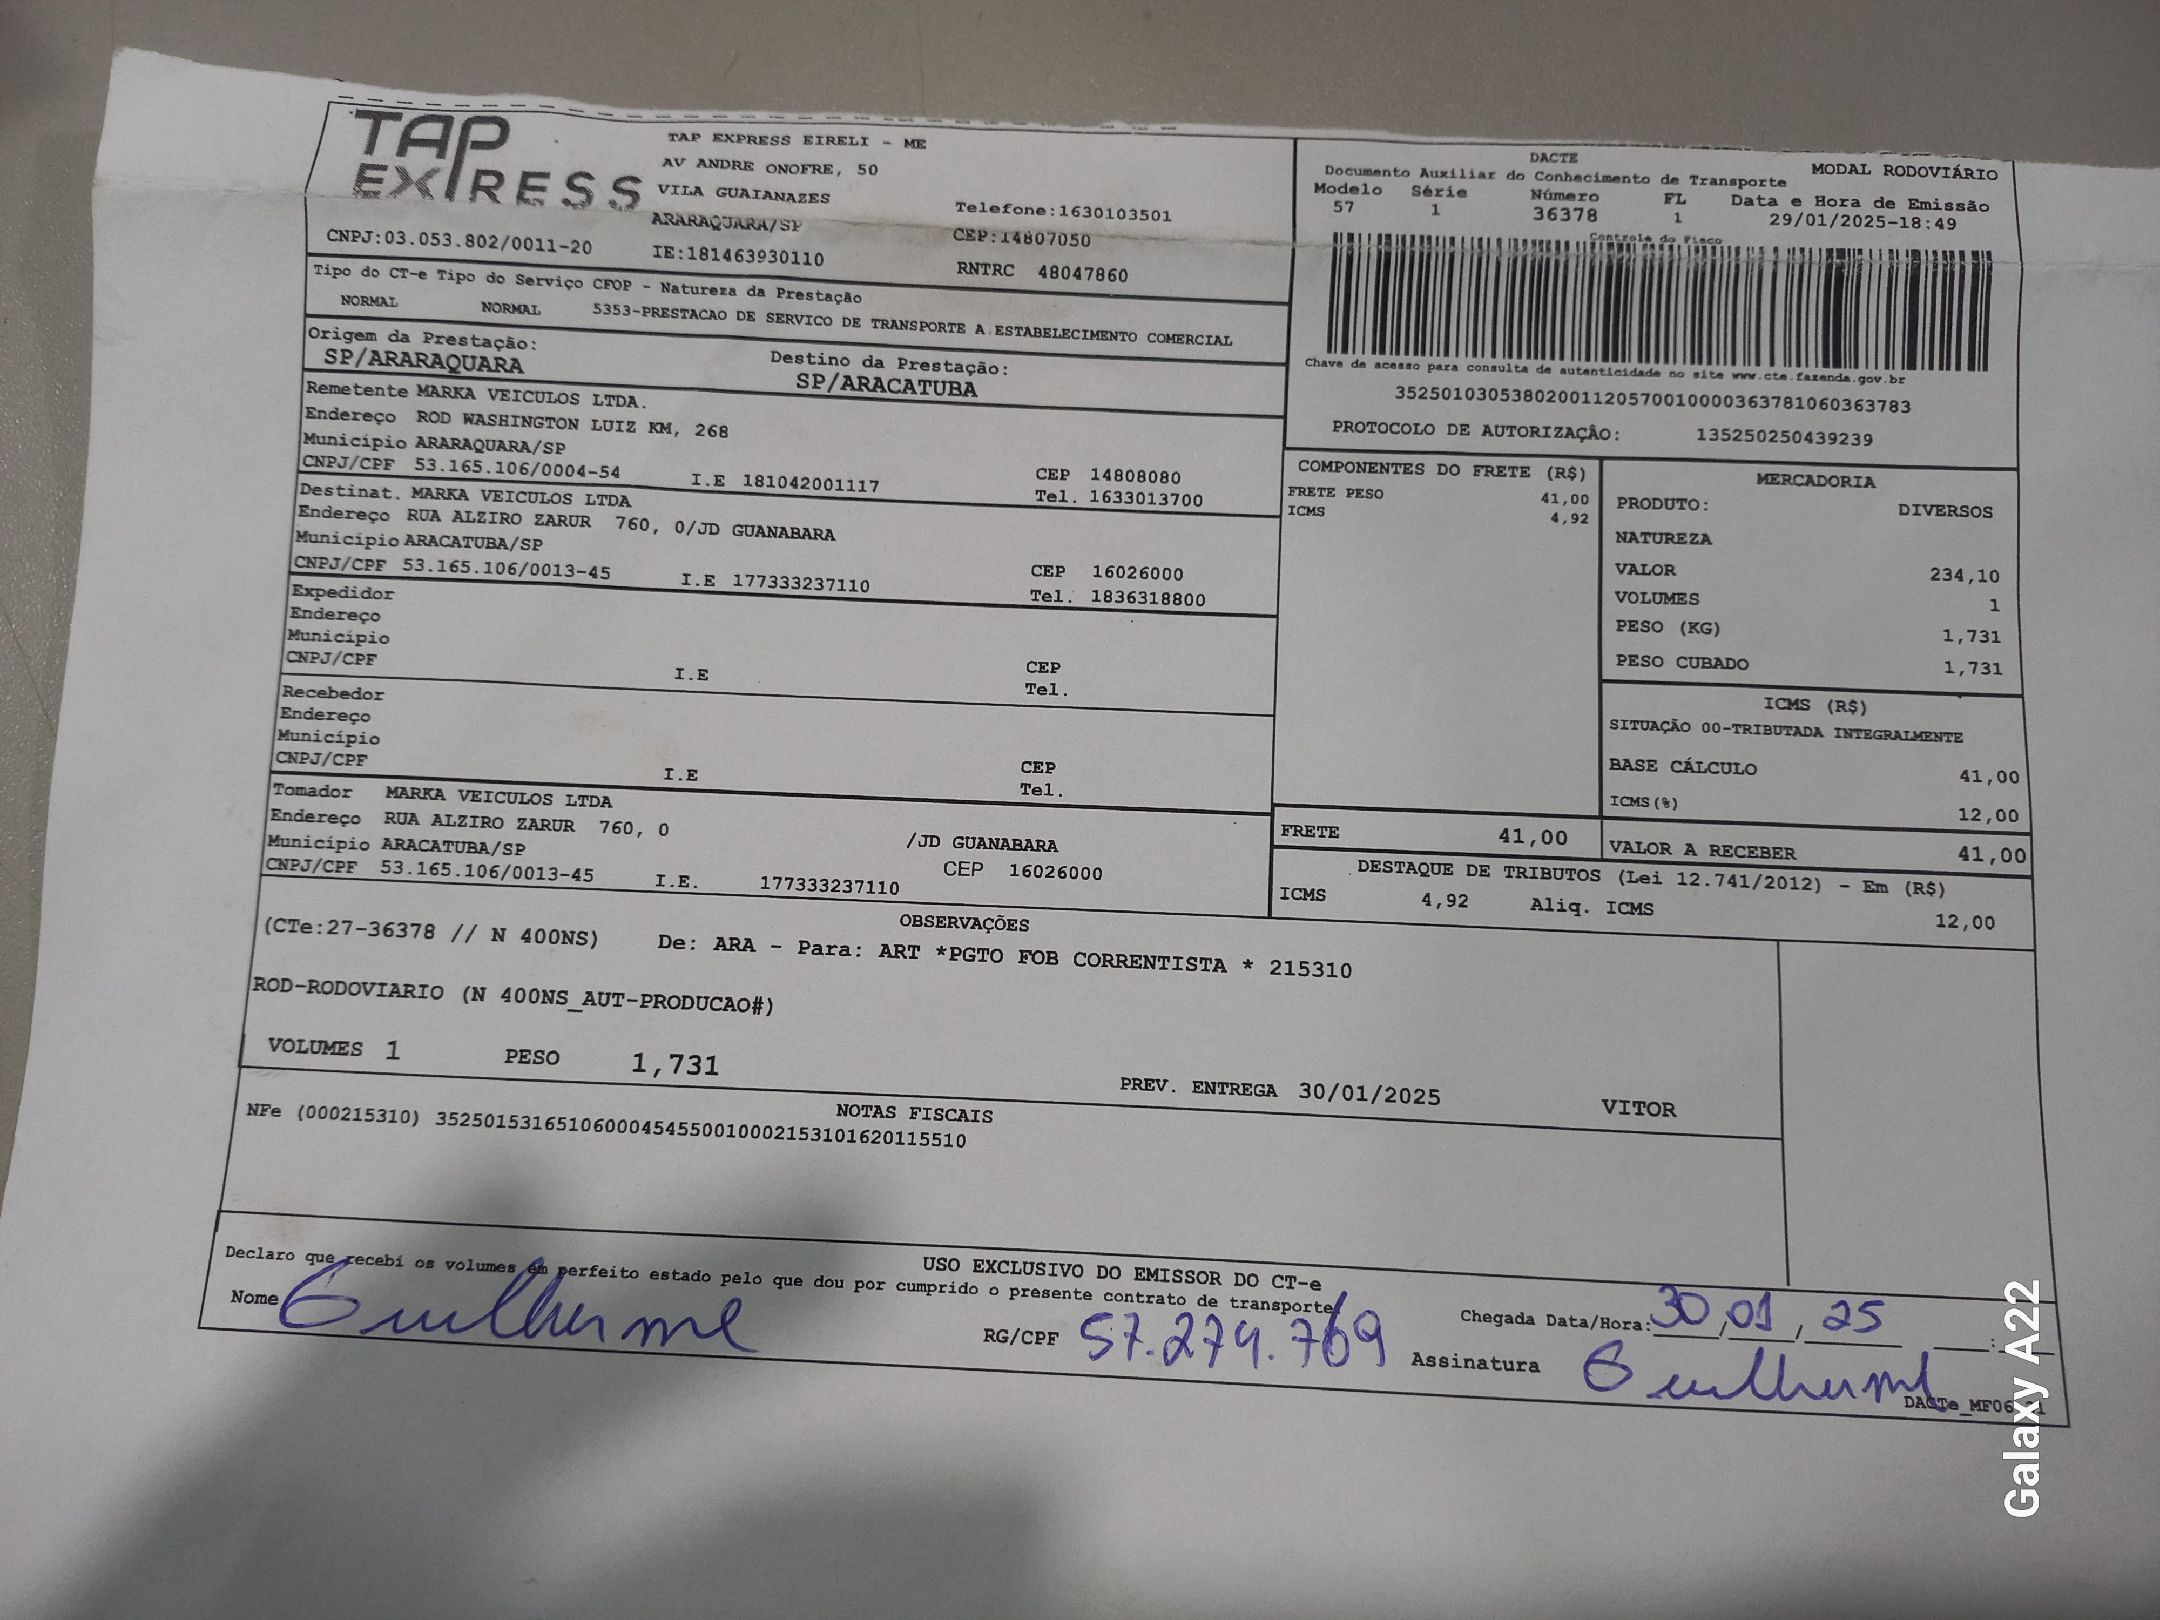 TAP EXPRESS
TAP EXPRESS EIRELI - ME
AV ANDRE ONOFRE, 50
VILA GUAIANAZES
Telefone:1630103501
ARARAQUARA/SP
CEP:14807050
CNPJ:03.053.802/0011-20
IE:181463930110
RNTRC 48047860
DACTE
MODAL RODOVIÁRIO
Documento Auxiliar do Conhecimento de Transporte
Modelo Série Número FL Data e Hora de Emissão
57 1 36378 1 29/01/2025-18:49
Controle do Fisco
Chave de acesso para consulta de autenticidade no site www.cte.fazenda.gov.br
35250103053802001120570010000363781060363783
PROTOCOLO DE AUTORIZAÇÃO: 135250250439239
Tipo do CT-e Tipo do Serviço CFOP - Natureza da Prestação
NORMAL NORMAL 5353-PRESTACAO DE SERVICO DE TRANSPORTE A ESTABELECIMENTO COMERCIAL
Origem da Prestação: Destino da Prestação:
SP/ARARAQUARA SP/ARACATUBA
Remetente MARKA VEICULOS LTDA.
Endereço ROD WASHINGTON LUIZ KM, 268
Município ARARAQUARA/SP CEP 14808080
CNPJ/CPF 53.165.106/0004-54 I.E 181042001117 Tel. 1633013700
Destinat. MARKA VEICULOS LTDA
Endereço RUA ALZIRO ZARUR 760, 0/JD GUANABARA
Município ARACATUBA/SP CEP 16026000
CNPJ/CPF 53.165.106/0013-45 I.E 177333237110 Tel. 1836318800
Expedidor
Endereço
Município CEP
CNPJ/CPF I.E Tel.
Recebedor
Endereço
Município CEP
CNPJ/CPF I.E Tel.
Tomador MARKA VEICULOS LTDA
Endereço RUA ALZIRO ZARUR 760, 0 /JD GUANABARA
Município ARACATUBA/SP CEP 16026000
CNPJ/CPF 53.165.106/0013-45 I.E. 177333237110
COMPONENTES DO FRETE (R$)
FRETE PESO 41,00
ICMS 4,92
MERCADORIA
PRODUTO: DIVERSOS
NATUREZA
VALOR 234,10
VOLUMES 1
PESO (KG) 1,731
PESO CUBADO 1,731
ICMS (R$)
SITUAÇÃO 00-TRIBUTADA INTEGRALMENTE
BASE CÁLCULO 41,00
ICMS(%) 12,00
FRETE 41,00 VALOR A RECEBER 41,00
DESTAQUE DE TRIBUTOS (Lei 12.741/2012) - Em (R$)
ICMS 4,92 Aliq. ICMS 12,00
OBSERVAÇÕES
(CTe:27-36378 // N 400NS) De: ARA - Para: ART *PGTO FOB CORRENTISTA * 215310
ROD-RODOVIARIO (N 400NS_AUT-PRODUCAO#)
VOLUMES 1 PESO 1,731 PREV. ENTREGA 30/01/2025 VITOR
NOTAS FISCAIS
NFe (000215310) 35250153165106000454550010002153101620115510
USO EXCLUSIVO DO EMISSOR DO CT-e
Declaro que recebi os volumes em perfeito estado pelo que dou por cumprido o presente contrato de transporte.
Nome Guilherme RG/CPF 57.274.769 Chegada Data/Hora: 30/01/25 :
Assinatura Guilherme
Galaxy A22